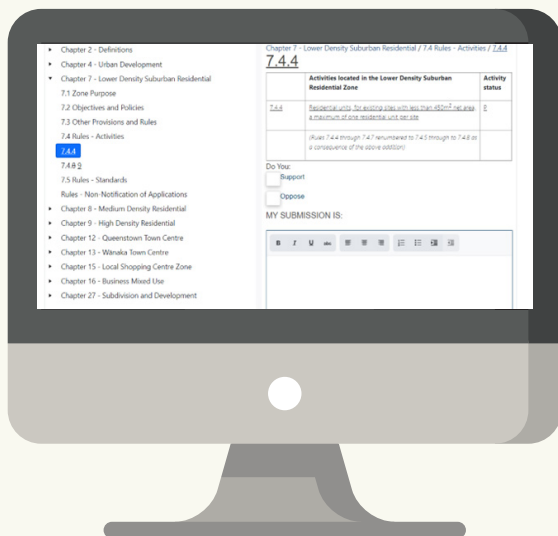 Chapter 2 - Definitions
Chapter 4 - Urban Development
Chapter 7 - Lower Density Suburban Residential
7.1 Zone Purpose
7.2 Objectives and Policies
7.3 Other Provisions and Rules
7.4 Rules - Activities
7.4.4
7.4.8 9
7.5 Rules - Standards
Rules - Non-Notification of Applications
Chapter 8 - Medium Density Residential
Chapter 9 - High Density Residential
Chapter 12 - Queenstown Town Centre
Chapter 13 - Wānaka Town Centre
Chapter 15 - Local Shopping Centre Zone
Chapter 16 - Business Mixed Use
Chapter 27 - Subdivision and Development
Chapter 7 - Lower Density Suburban Residential / 7.4 Rules - Activities / 7.4.4
7.4.4
Activities located in the Lower Density Suburban Activity
Residential Zone status
7.4.4 Residential units, for existing sites with less than 450m² net area, P
a maximum of one residential unit per site
(Rules 7.4.4 through 7.4.7 renumbered to 7.4.5 through to 7.4.8 as
a consequence of the above addition)
Do You:
Support
Oppose
MY SUBMISSION IS:
B I U abc